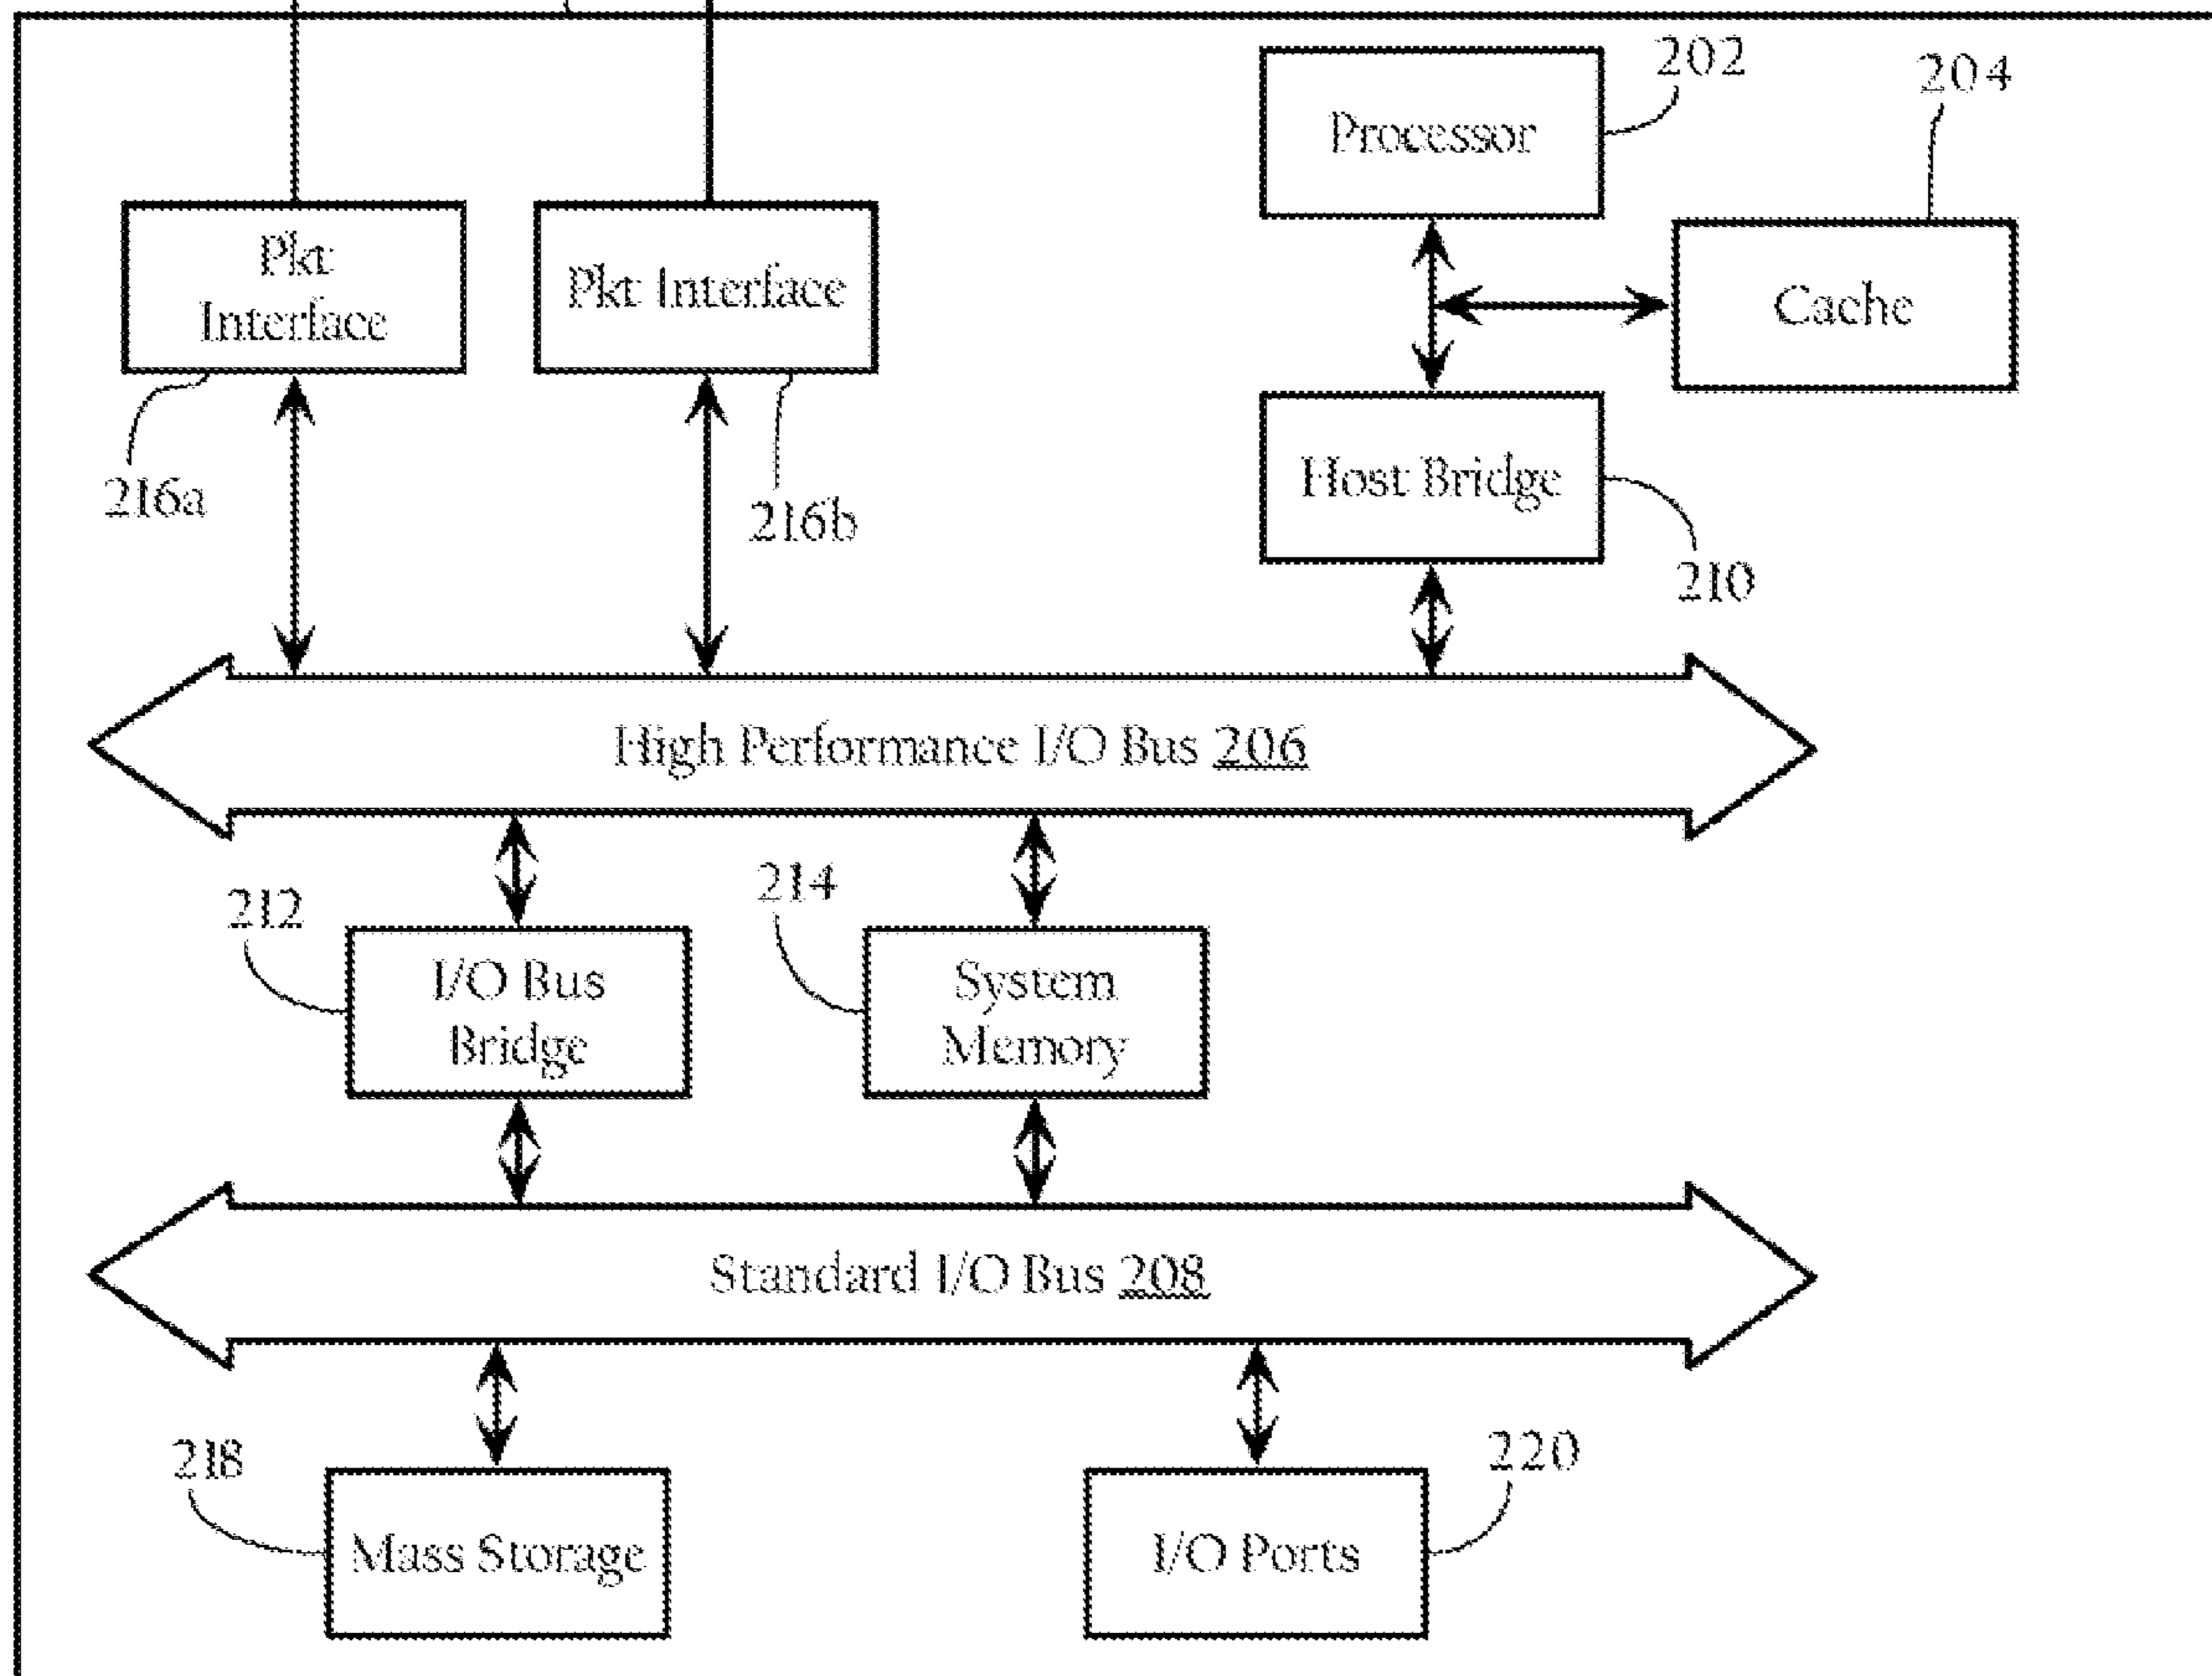 202
204
Processor
Pkt
Interface
Pkt Interface
Cache
216a
216b
Host Bridge
210
High Performance I/O Bus 206
212
214
I/O Bus
Bridge
System
Memory
Standard I/O Bus 208
218
220
Mass Storage
I/O Ports